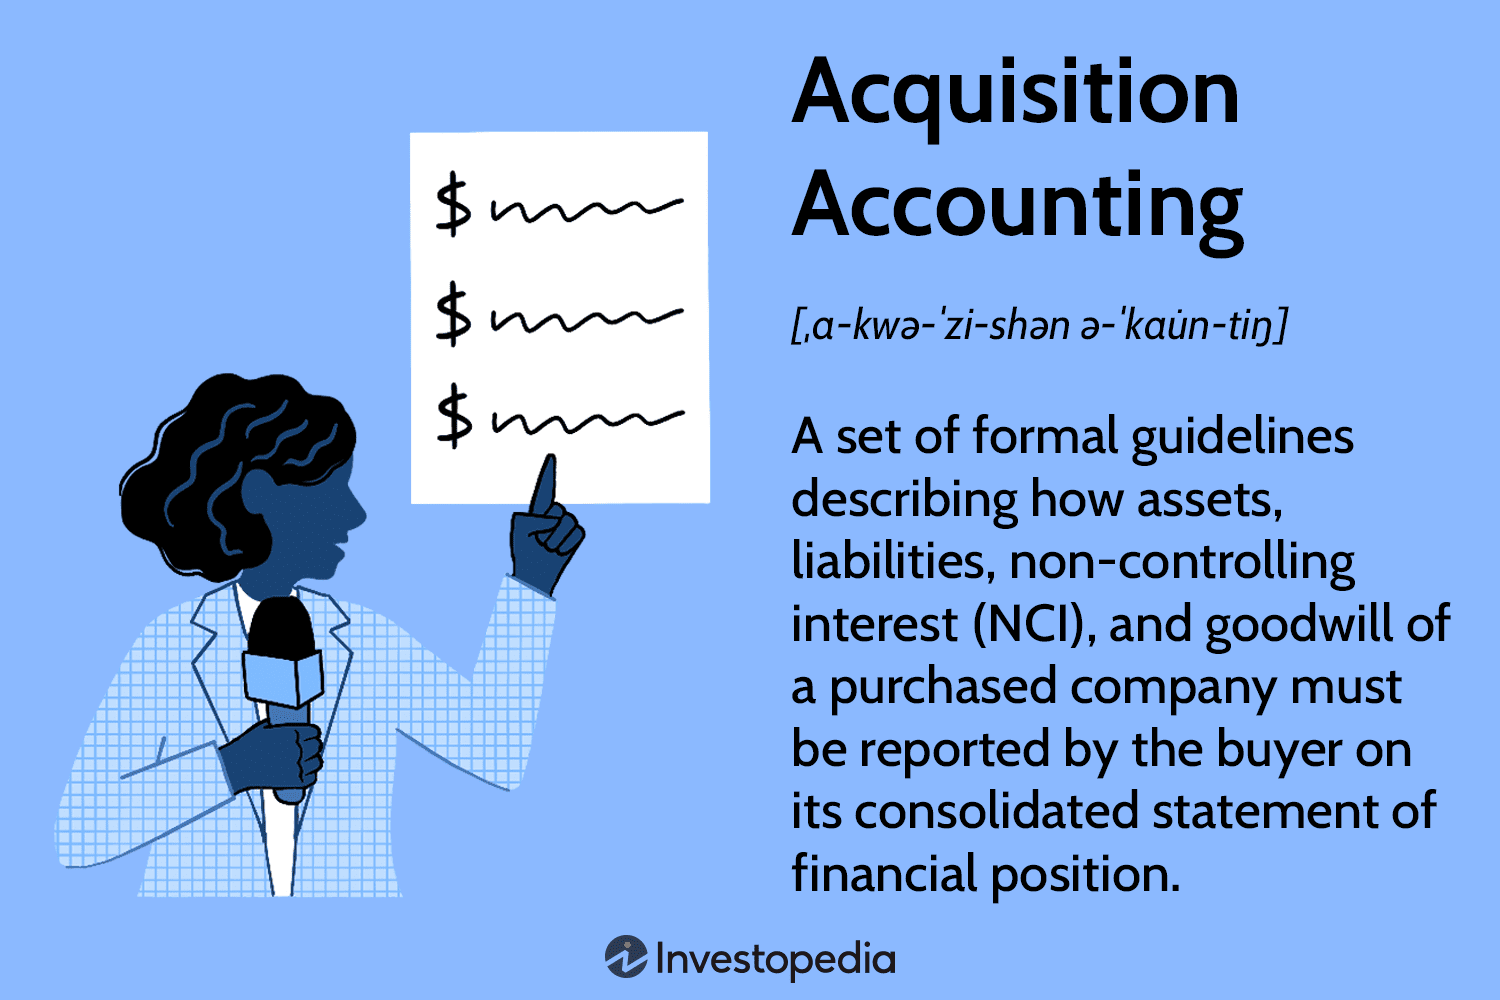 $
$
$
Acquisition
Accounting
[ˌɑ-kwə-ˈzi-shən ə-ˈkau̇n-tiŋ]
A set of formal guidelines
describing how assets,
liabilities, non-controlling
interest (NCI), and goodwill of
a purchased company must
be reported by the buyer on
its consolidated statement of
financial position.
Investopedia